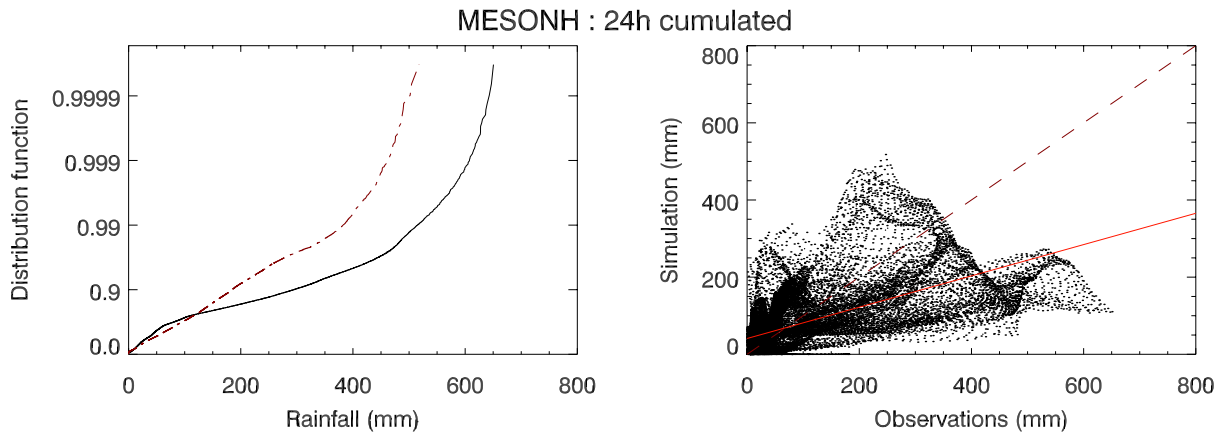 MESONH : 24h cumulated
Distribution function
0.9999
0.999
0.99
0.9
0.0
0 200 400 600 800
Rainfall (mm)
Simulation (mm)
800
600
400
200
0
0 200 400 600 800
Observations (mm)